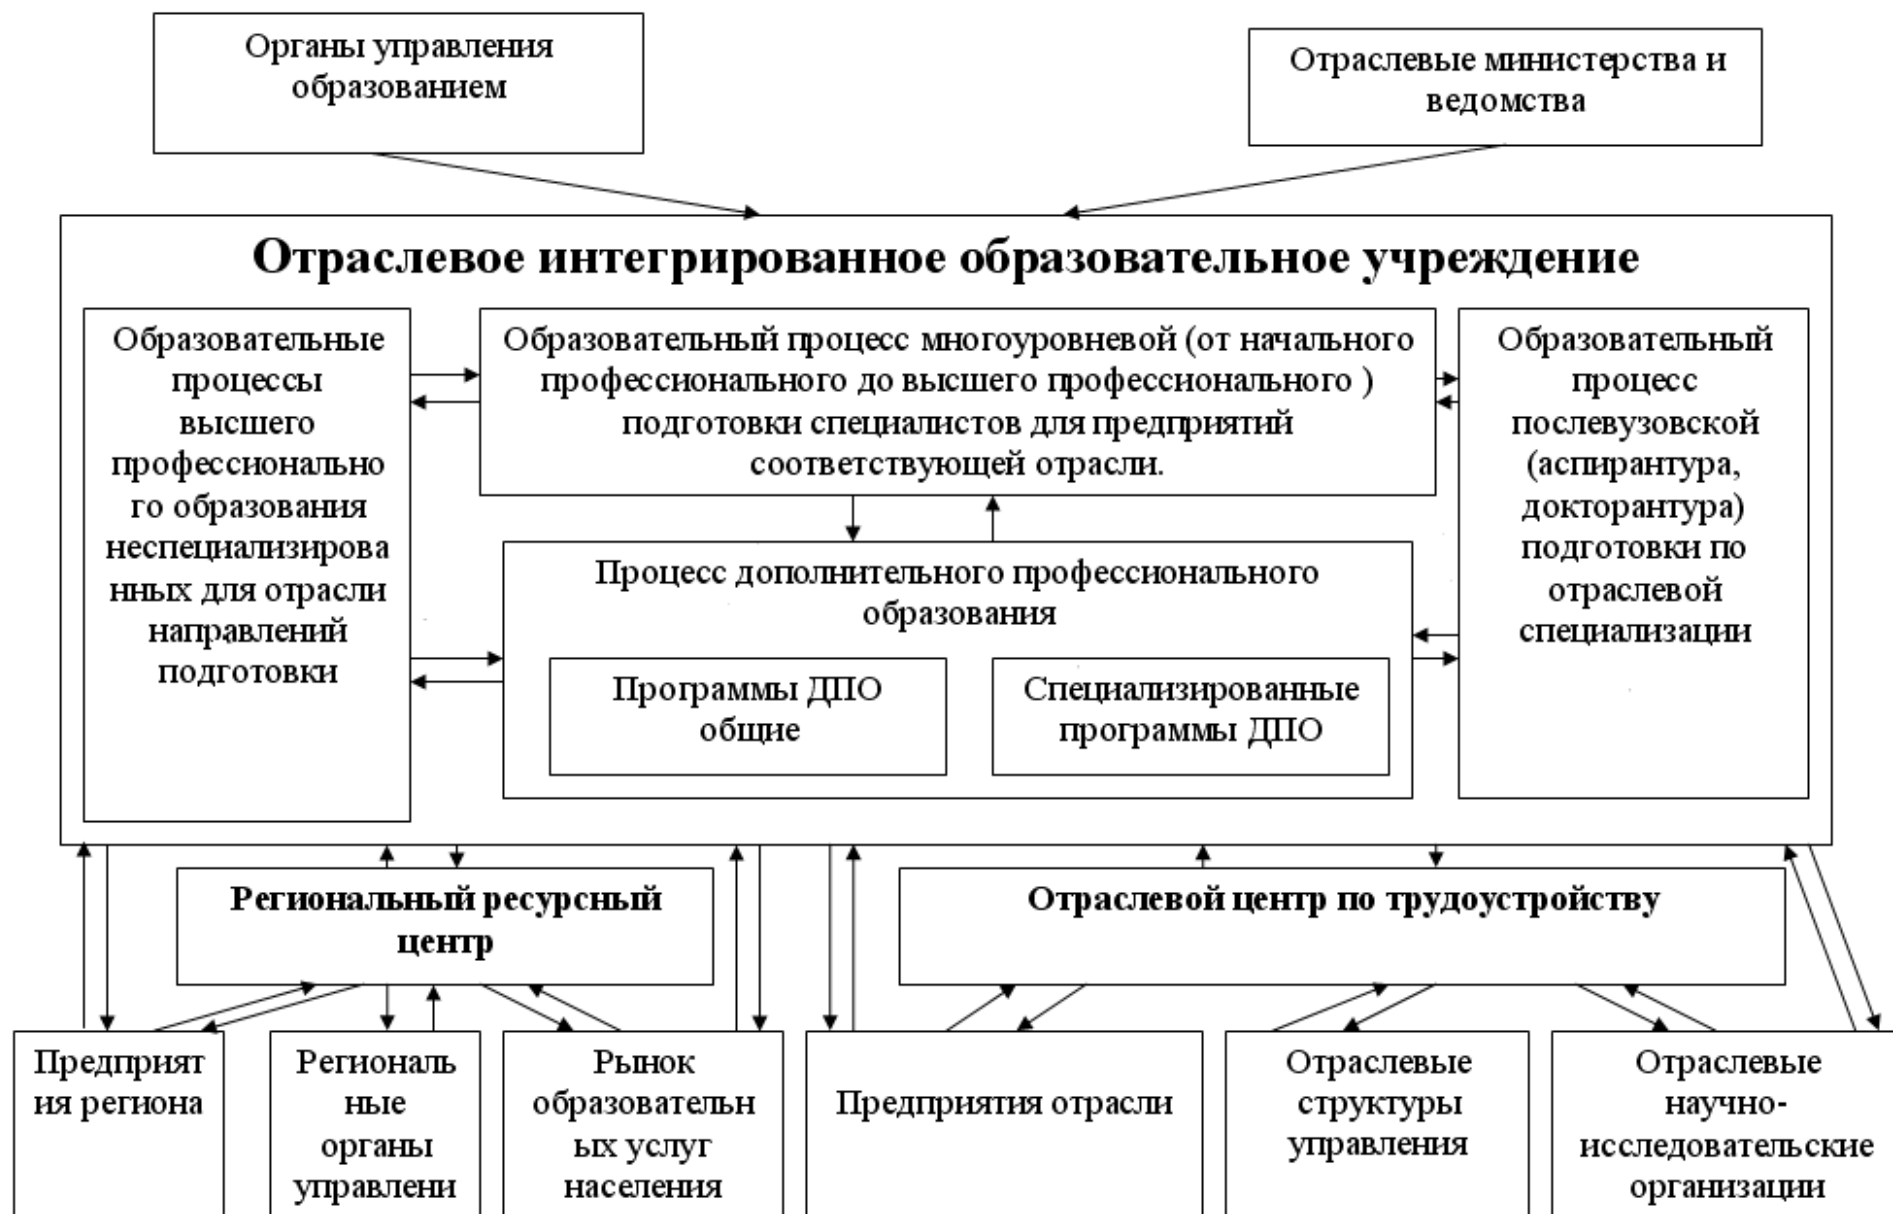 Органы управления
образованием
Отраслевые министерства и
ведомства
Отраслевое интегрированное образовательное учреждение
Образовательные
процессы
высшего
профессионально
го образования
неспециализирова
нных для отрасли
направлений
подготовки
Образовательный процесс многоуровневой (от начального
профессионального до высшего профессионального )
подготовки специалистов для предприятий
соответствующей отрасли.
Образовательный
процесс
послевузовской
(аспирантура,
докторантура)
подготовки по
отраслевой
специализации
Процесс дополнительного профессионального
образования
Программы ДПО
общие
Специализированные
программы ДПО
Региональный ресурсный
центр
Отраслевой центр по трудоустройству
Предприят
ия региона
Региональ
ные
органы
управлени
Рынок
образовательн
ых услуг
населения
Предприятия отрасли
Отраслевые
структуры
управления
Отраслевые
научно-
исследовательские
организации